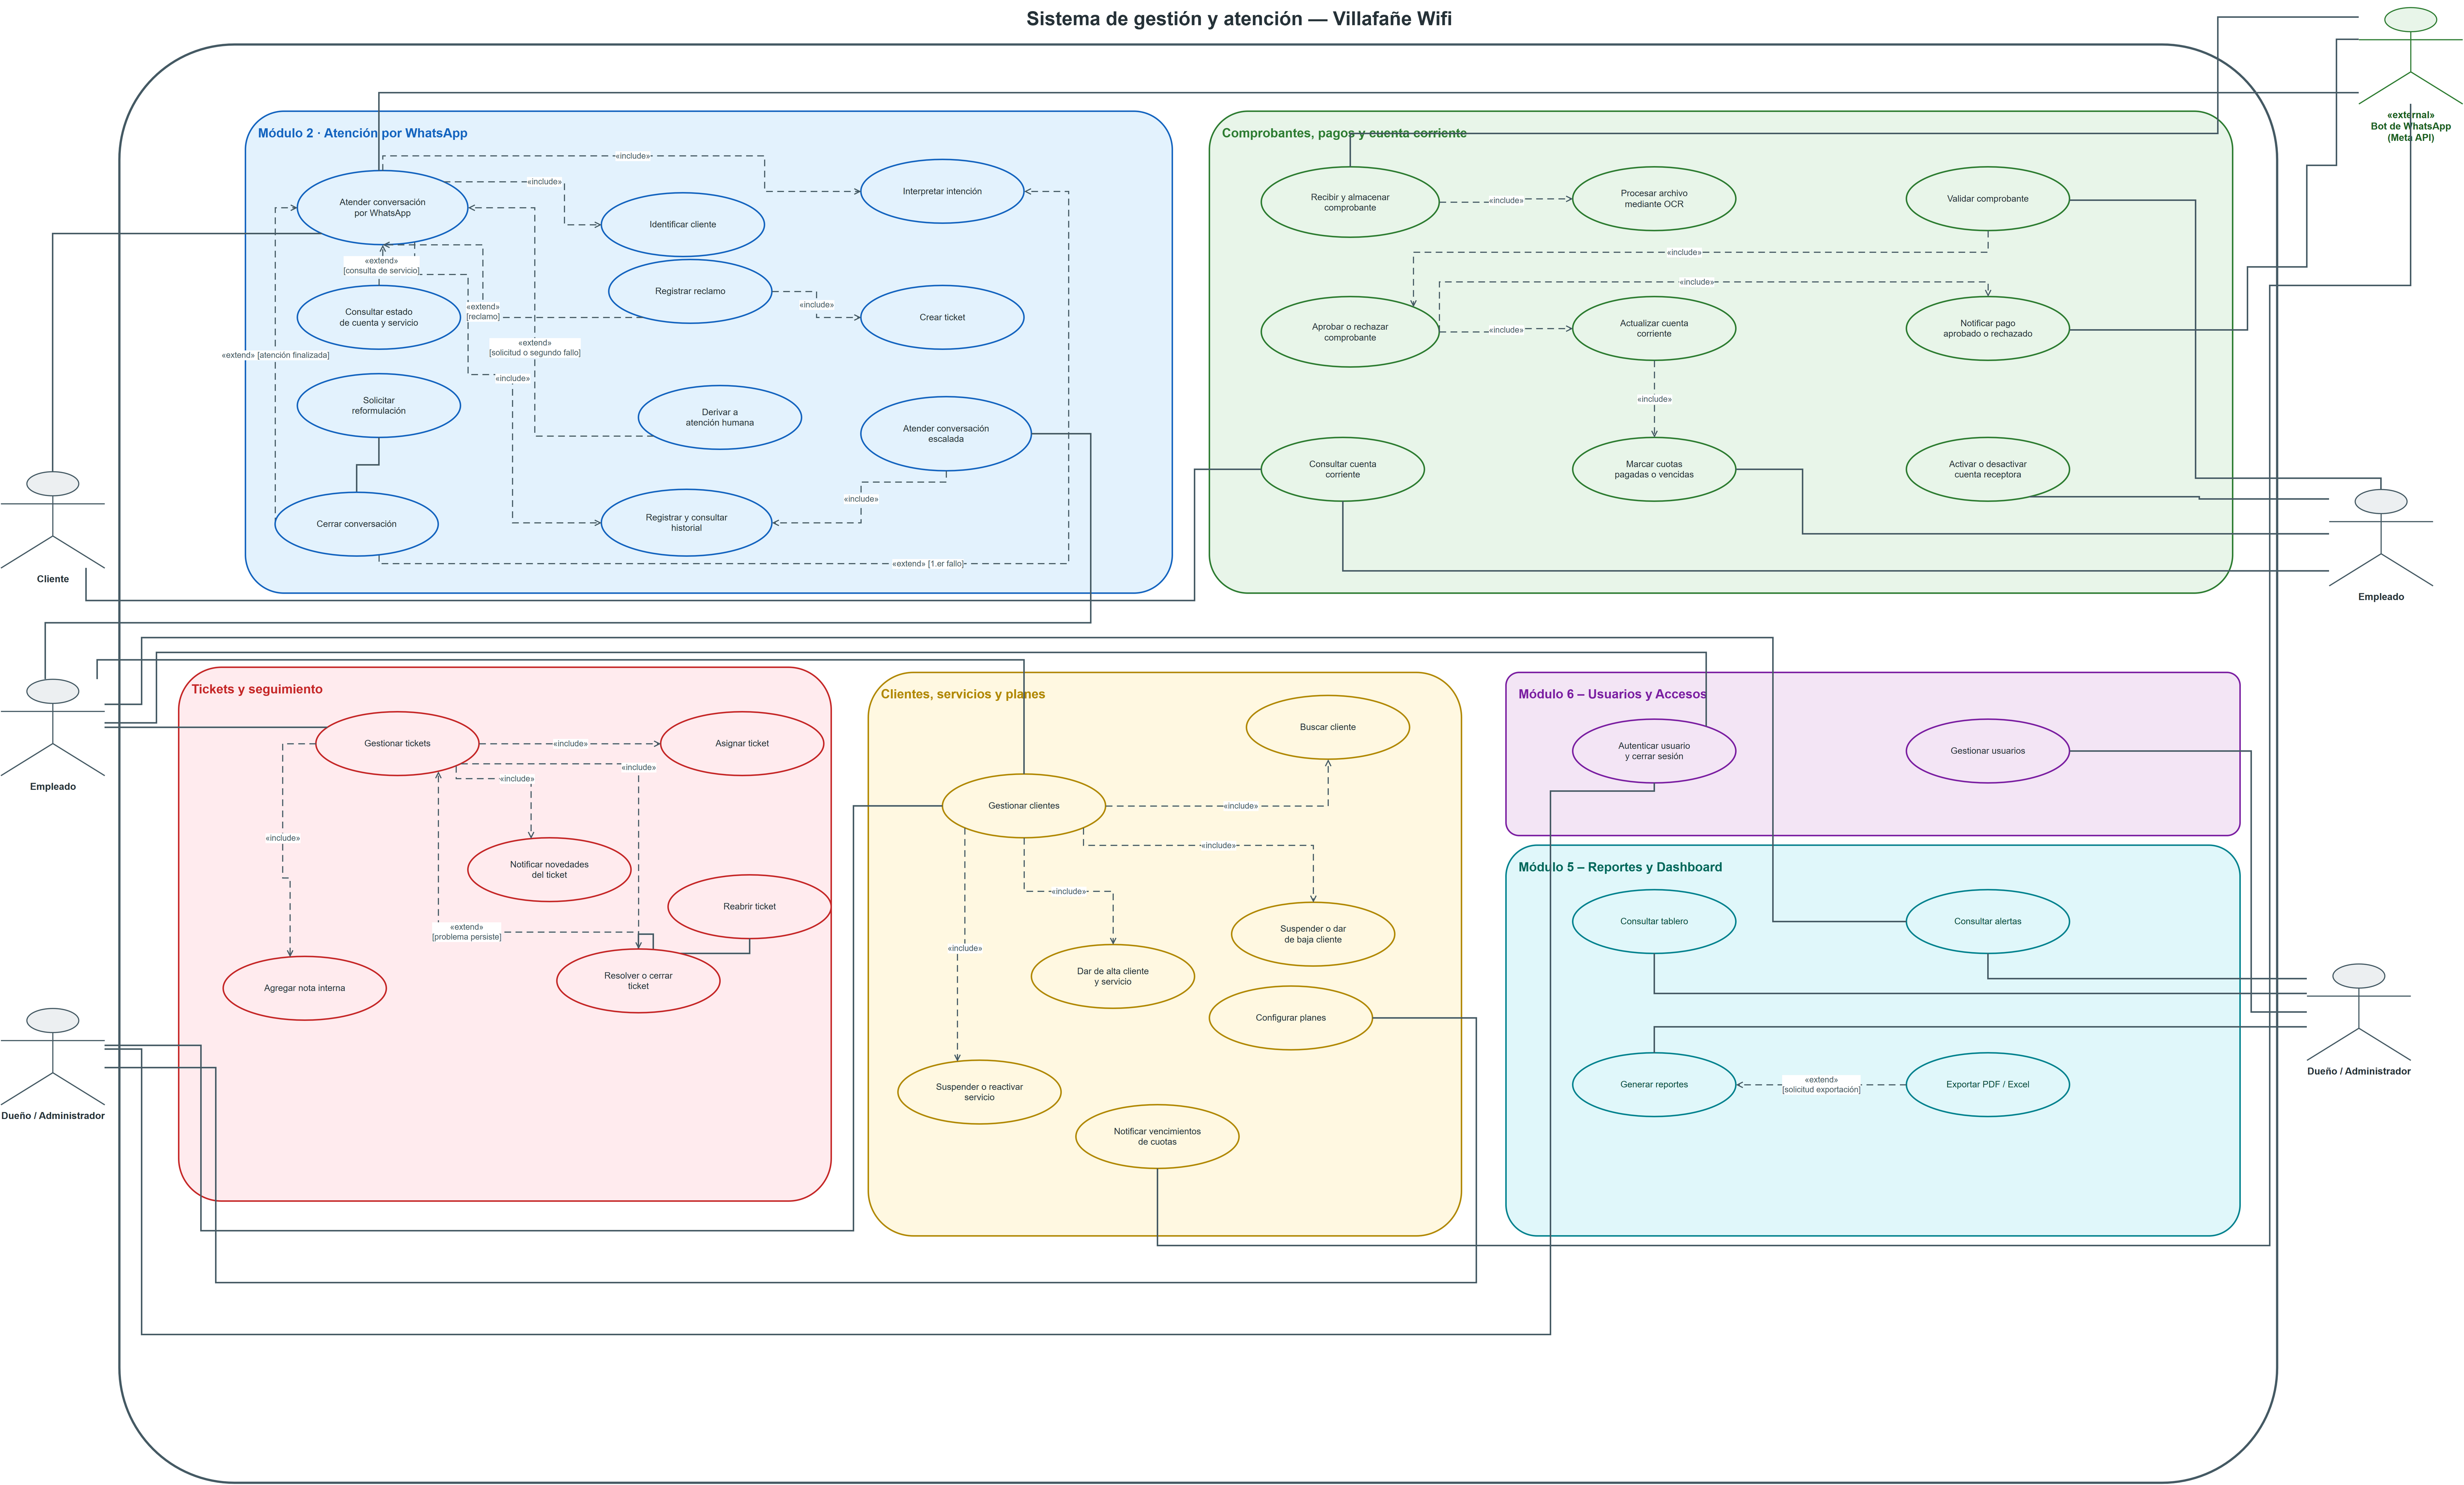 Sistema de gestión y atención — Villafañe Wifi
«external»
Bot de WhatsApp
(Meta API)
Módulo 2 · Atención por WhatsApp
«include»
«include»
Atender conversación
por WhatsApp
Identificar cliente
Interpretar intención
«extend»
[consulta de servicio]
Consultar estado
de cuenta y servicio
«extend»
[reclamo]
Registrar reclamo
«include»
Crear ticket
«extend» [atención finalizada]
«extend»
[solicitud o segundo fallo]
«include»
Solicitar
reformulación
Derivar a
atención humana
Atender conversación
escalada
«include»
Cerrar conversación
Registrar y consultar
historial
«extend» [1.er fallo]
Comprobantes, pagos y cuenta corriente
Recibir y almacenar
comprobante
«include»
Procesar archivo
mediante OCR
Validar comprobante
«include»
«include»
Aprobar o rechazar
comprobante
«include»
Actualizar cuenta
corriente
Notificar pago
aprobado o rechazado
«include»
Consultar cuenta
corriente
Marcar cuotas
pagadas o vencidas
Activar o desactivar
cuenta receptora
Cliente
Empleado
Empleado
Dueño / Administrador
Dueño / Administrador
Tickets y seguimiento
Gestionar tickets
«include»
Asignar ticket
«include»
«include»
«include»
Notificar novedades
del ticket
Reabrir ticket
«extend»
[problema persiste]
Agregar nota interna
Resolver o cerrar
ticket
Clientes, servicios y planes
Buscar cliente
Gestionar clientes
«include»
«include»
«include»
«include»
Suspender o dar
de baja cliente
Dar de alta cliente
y servicio
Configurar planes
Suspender o reactivar
servicio
Notificar vencimientos
de cuotas
Módulo 6 – Usuarios y Accesos
Autenticar usuario
y cerrar sesión
Gestionar usuarios
Módulo 5 – Reportes y Dashboard
Consultar tablero
Consultar alertas
Generar reportes
«extend»
[solicitud exportación]
Exportar PDF / Excel